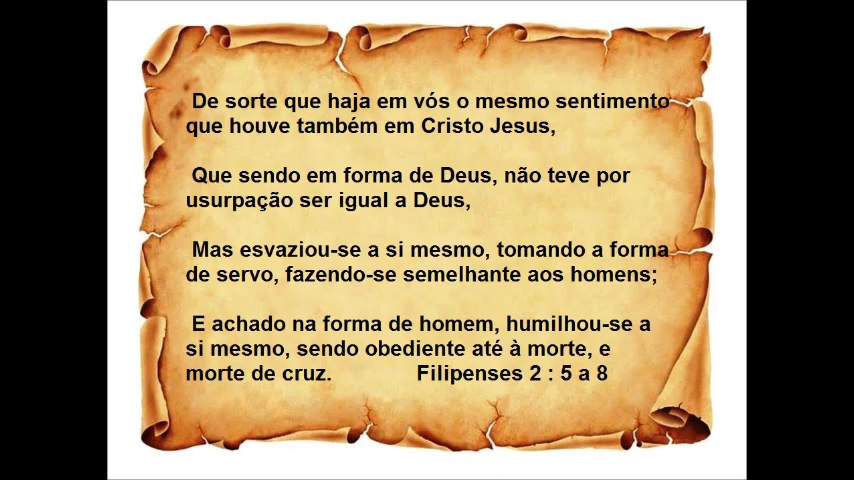 De sorte que haja em vós o mesmo sentimento
que houve também em Cristo Jesus,
Que sendo em forma de Deus, não teve por
usurpação ser igual a Deus,
Mas esvaziou-se a si mesmo, tomando a forma
de servo, fazendo-se semelhante aos homens;
E achado na forma de homem, humilhou-se a
si mesmo, sendo obediente até à morte, e
morte de cruz. Filipenses 2 : 5 a 8